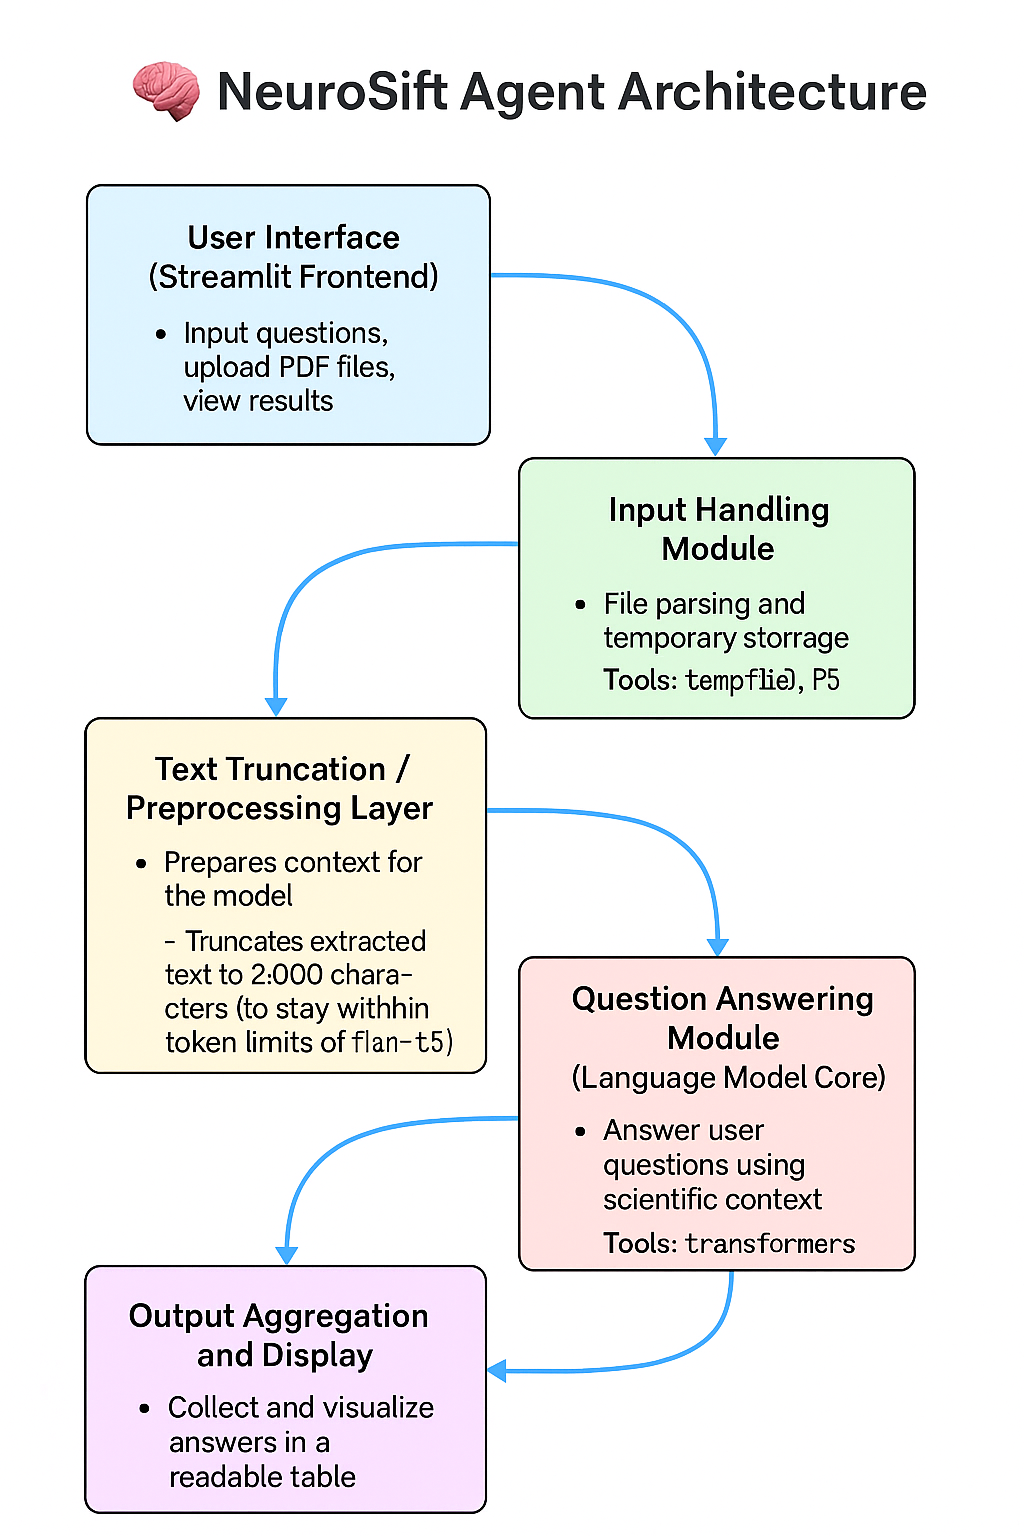 NeuroSift Agent Architecture
User Interface
(Streamlit Frontend)
• Input questions,
upload PDF files,
view results
Input Handling
Module
• File parsing and
temporary storrage
Tools: , P5
Text Truncation /
Preprocessing Layer
• Prepares context for
the model
- Truncates extracted
text to 2:000 chara-
cters (to stay withhin
token limits of flan-t5)
Question Answering
Module
(Language Model Core)
• Answer user
questions using
scientific context
Tools: transformers
Output Aggregation
and Display
• Collect and visualize
answers in a
readable table